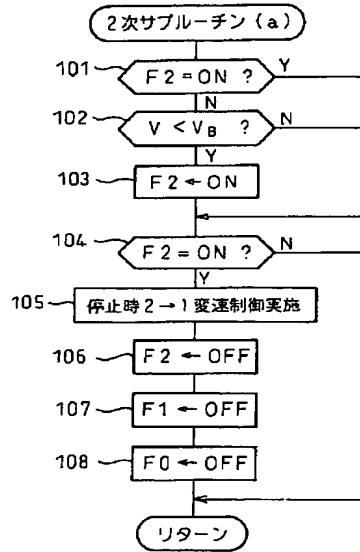 2次サブルーチン(a)
101
F2=ON ?
Y
N
102
V<VB ?
N
Y
103
F2←ON
104
F2=ON ?
N
Y
105
停止時2→1変速制御実施
106
F2←OFF
107
F1←OFF
108
F0←OFF
リターン